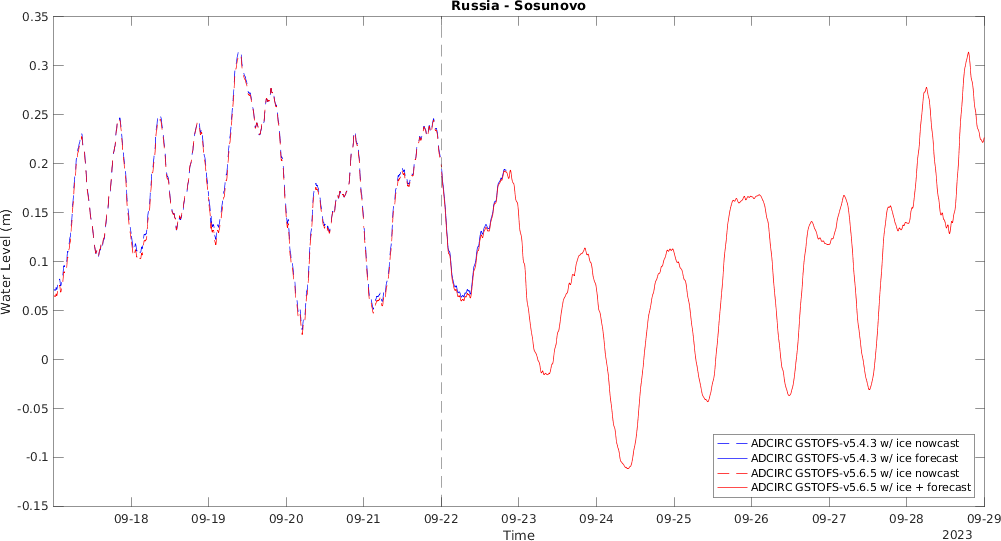 Russia - Sosunovo
0.35
0.3
0.25
0.2
0.15
0.1
0.05
0
-0.05
-0.1
-0.15
Water Level (m)
ADCIRC GSTOFS-v5.4.3 w/ ice nowcast
ADCIRC GSTOFS-v5.4.3 w/ ice forecast
ADCIRC GSTOFS-v5.6.5 w/ ice nowcast
ADCIRC GSTOFS-v5.6.5 w/ ice + forecast
09-18 09-19 09-20 09-21 09-22 09-23 09-24 09-25 09-26 09-27 09-28 09-29
Time
2023